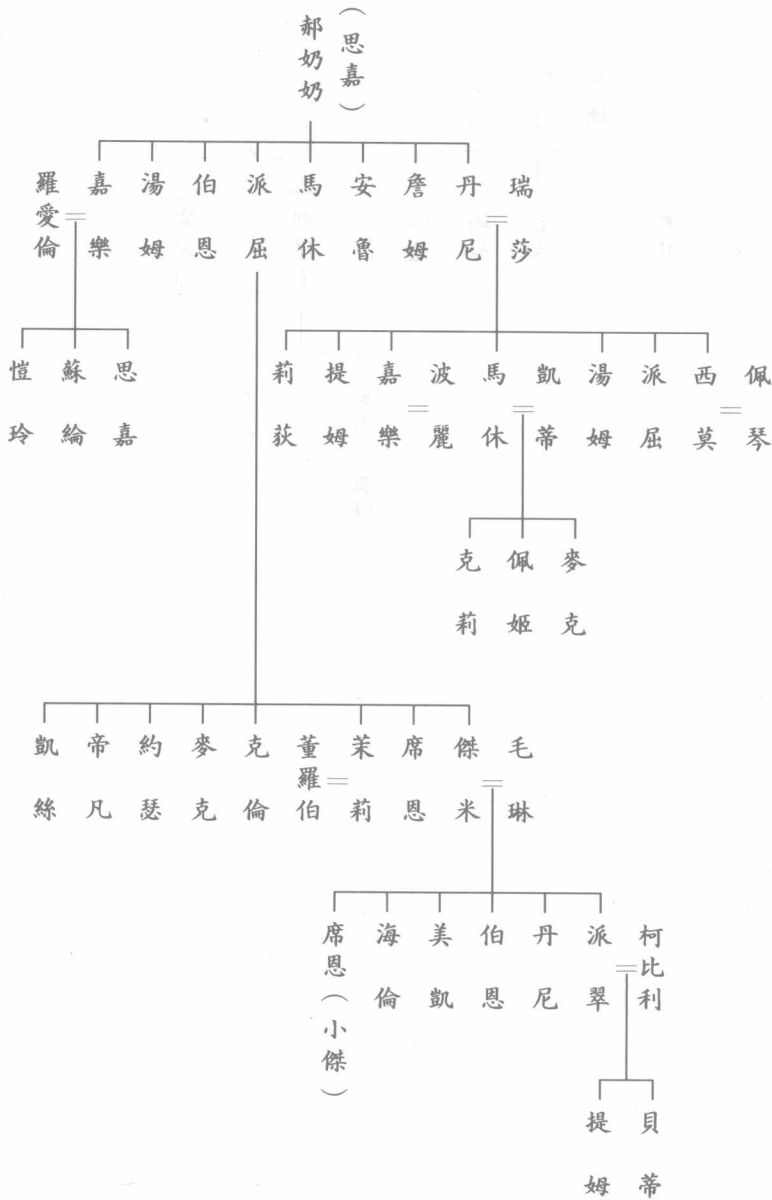 郝奶奶（思嘉）
羅愛倫＝嘉樂 湯姆 伯恩 派屈 馬休 安魯 詹姆 丹尼＝瑞莎
愷玲 蘇綸 思嘉
莉荻 提姆 嘉樂＝波麗 馬休＝凱蒂 湯姆 派屈 西莫＝佩琴
克莉 佩姬 麥克
凱絲 帝凡 約瑟 麥克 克倫 董羅伯＝茉莉 席恩 傑米＝毛琳
席恩（小傑） 海倫 美凱 伯恩 丹尼 派翠＝柯比利
提姆 貝蒂